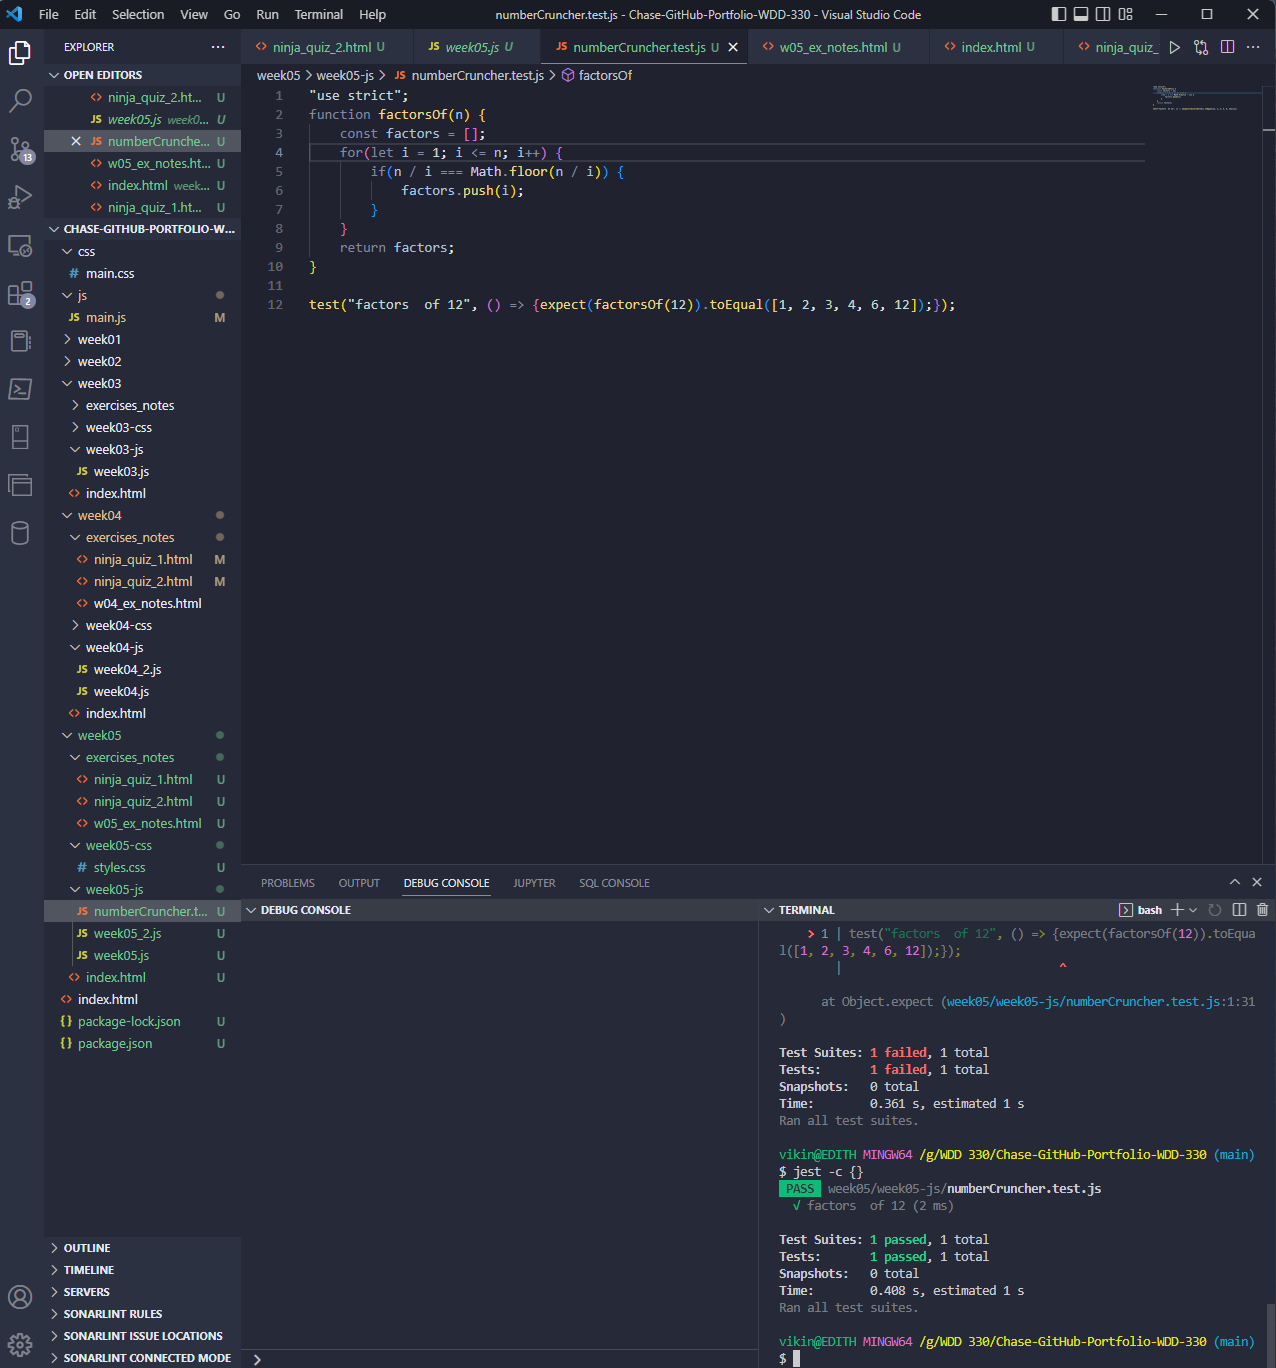 File Edit Selection View Go Run Terminal Help numberCruncher.test.js - Chase-GitHub-Portfolio-WDD-330 - Visual Studio Code
EXPLORER
ninja_quiz_2.html U week05.js U numberCruncher.test.js U w05_ex_notes.html U index.html U ninja_quiz_
OPEN EDITORS
ninja_quiz_2.ht... U
week05.js week0... U
numberCrunche... U
w05_ex_notes.ht... U
index.html week... U
ninja_quiz_1.ht... U
CHASE-GITHUB-PORTFOLIO-W...
css
# main.css
js
JS main.js M
week01
week02
week03
exercises_notes
week03-css
week03-js
JS week03.js
index.html
week04
exercises_notes
ninja_quiz_1.html M
ninja_quiz_2.html M
w04_ex_notes.html
week04-css
week04-js
JS week04_2.js
JS week04.js
index.html
week05
exercises_notes
ninja_quiz_1.html U
ninja_quiz_2.html U
w05_ex_notes.html U
week05-css
# styles.css U
week05-js
JS numberCruncher.t... U
JS week05_2.js U
JS week05.js U
index.html U
index.html
{} package-lock.json U
{} package.json U
OUTLINE
TIMELINE
SERVERS
SONARLINT RULES
SONARLINT ISSUE LOCATIONS
SONARLINT CONNECTED MODE
13
2
week05 > week05-js > JS numberCruncher.test.js > factorsOf
1 "use strict";
2 function factorsOf(n) {
3 const factors = [];
4 for(let i = 1; i <= n; i++) {
5 if(n / i === Math.floor(n / i)) {
6 factors.push(i);
7 }
8 }
9 return factors;
10 }
11
12 test("factors  of 12", () => {expect(factorsOf(12)).toEqual([1, 2, 3, 4, 6, 12]);});
PROBLEMS OUTPUT DEBUG CONSOLE JUPYTER SQL CONSOLE
DEBUG CONSOLE
TERMINAL bash
> 1 | test("factors  of 12", () => {expect(factorsOf(12)).toEqua
l([1, 2, 3, 4, 6, 12]);});
| ^
at Object.expect (week05/week05-js/numberCruncher.test.js:1:31
)
Test Suites: 1 failed, 1 total
Tests: 1 failed, 1 total
Snapshots: 0 total
Time: 0.361 s, estimated 1 s
Ran all test suites.
vikin@EDITH MINGW64 /g/WDD 330/Chase-GitHub-Portfolio-WDD-330 (main)
$ jest -c {}
PASS week05/week05-js/numberCruncher.test.js
√ factors  of 12 (2 ms)
Test Suites: 1 passed, 1 total
Tests: 1 passed, 1 total
Snapshots: 0 total
Time: 0.408 s, estimated 1 s
Ran all test suites.
vikin@EDITH MINGW64 /g/WDD 330/Chase-GitHub-Portfolio-WDD-330 (main)
$